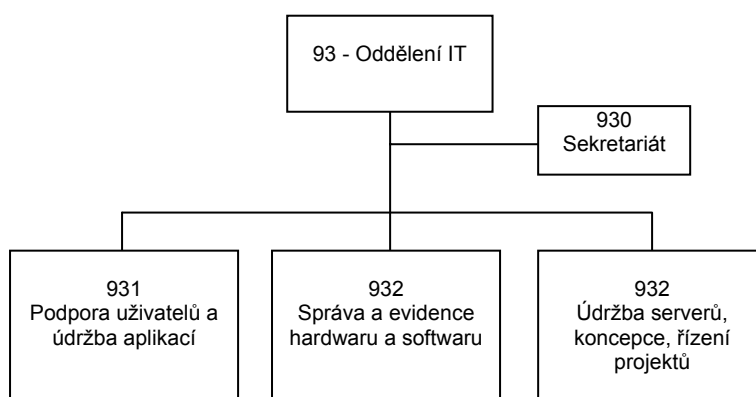 93 - Oddělení IT
930
Sekretariát
931
Podpora uživatelů a
údržba aplikací
932
Správa a evidence
hardwaru a softwaru
932
Údržba serverů,
koncepce, řízení
projektů